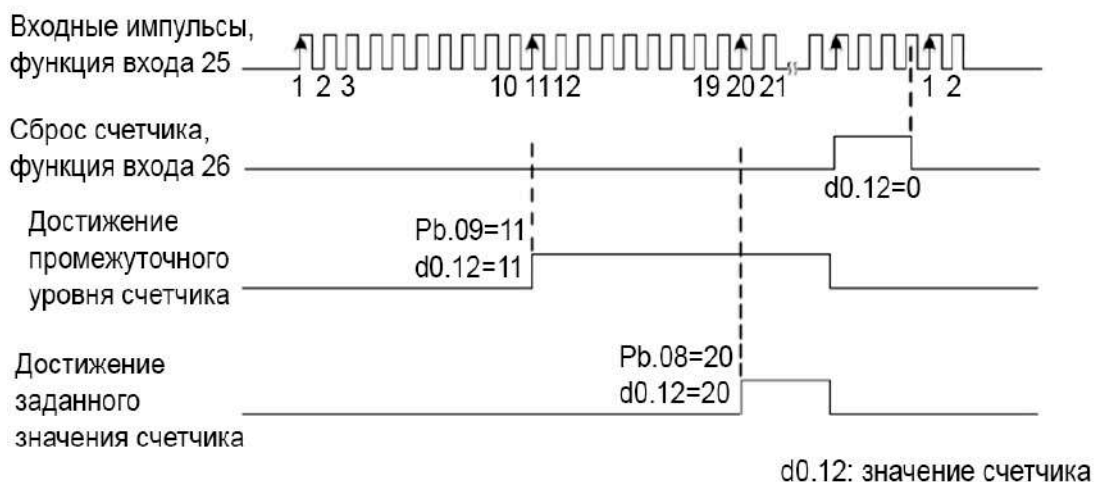 Входные импульсы,
функция входа 25
1 2 3 10 11 12 19 20 21 1 2
Сброс счетчика,
функция входа 26
d0.12=0
Достижение
промежуточного
уровня счетчика
Pb.09=11
d0.12=11
Достижение
заданного
значения счетчика
Pb.08=20
d0.12=20
d0.12: значение счетчика